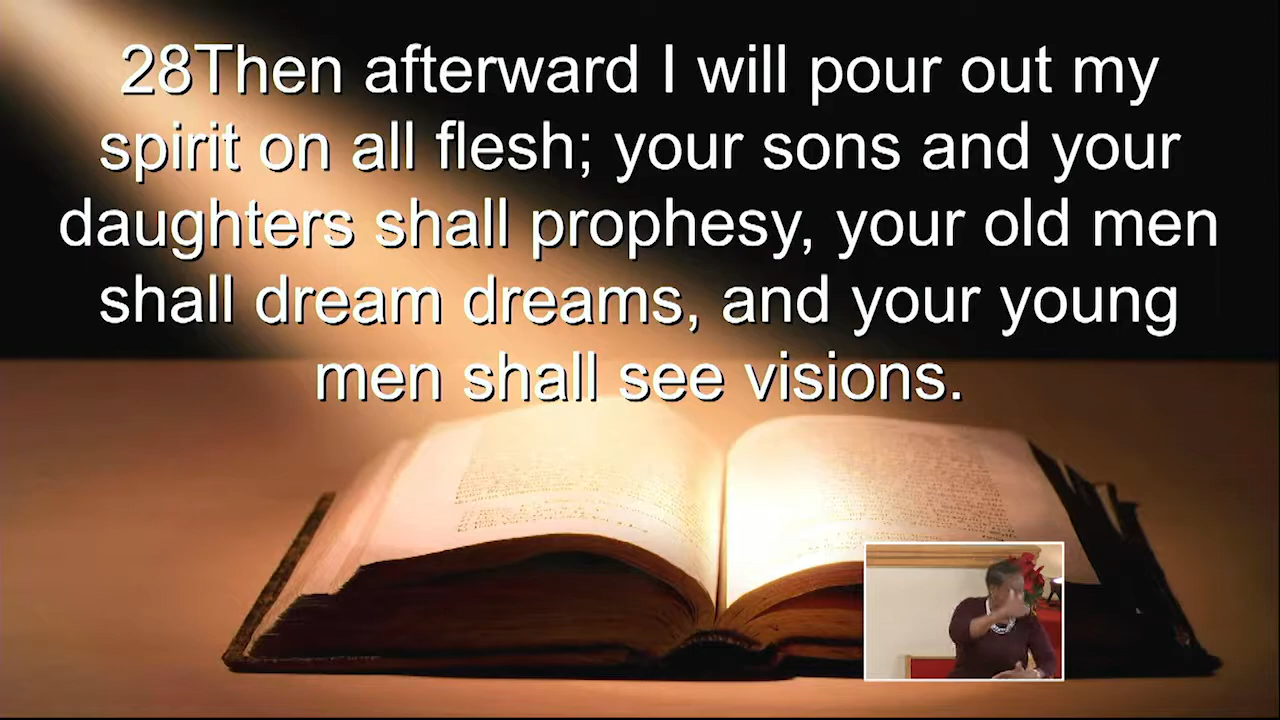 28Then afterward I will pour out my
spirit on all flesh; your sons and your
daughters shall prophesy, your old men
shall dream dreams, and your young
men shall see visions.